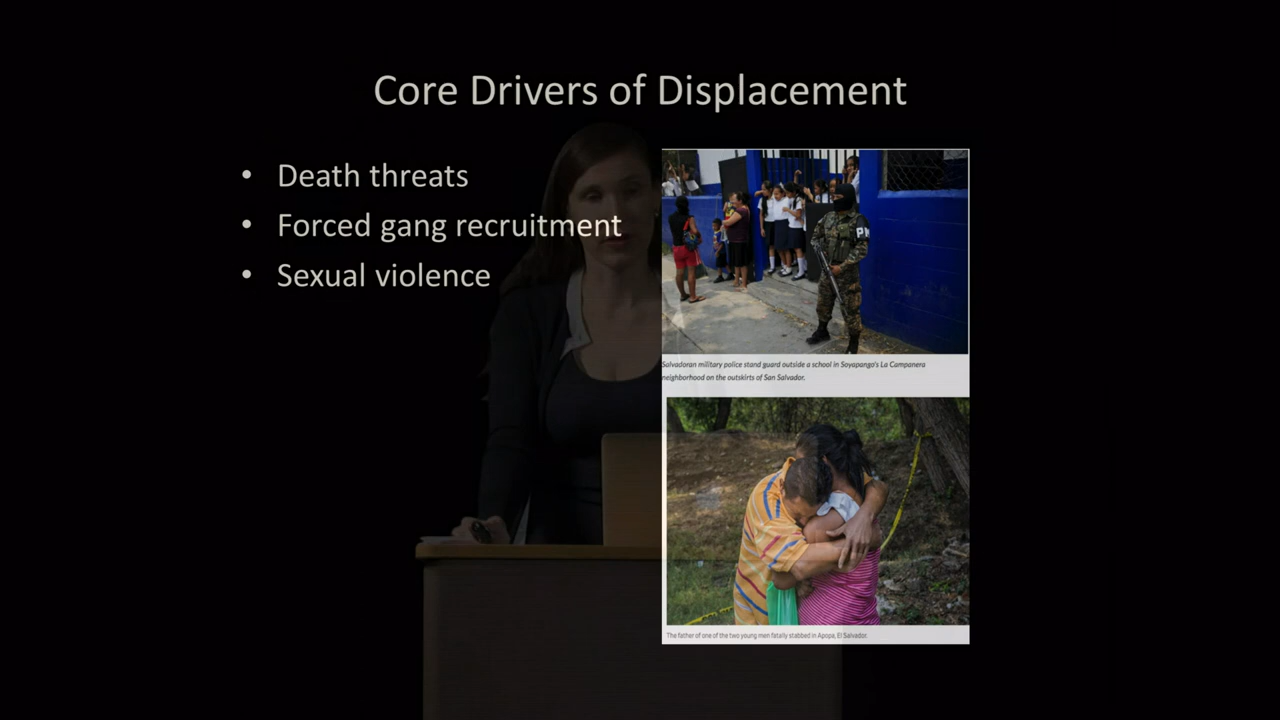 Core Drivers of Displacement
• Death threats
• Forced gang recruitment
• Sexual violence
PN
Salvadoran military police stand guard outside a school in Soyapango's La Campanera
neighborhood on the outskirts of San Salvador.
The father of one of the two young men fatally stabbed in Apopa, El Salvador.